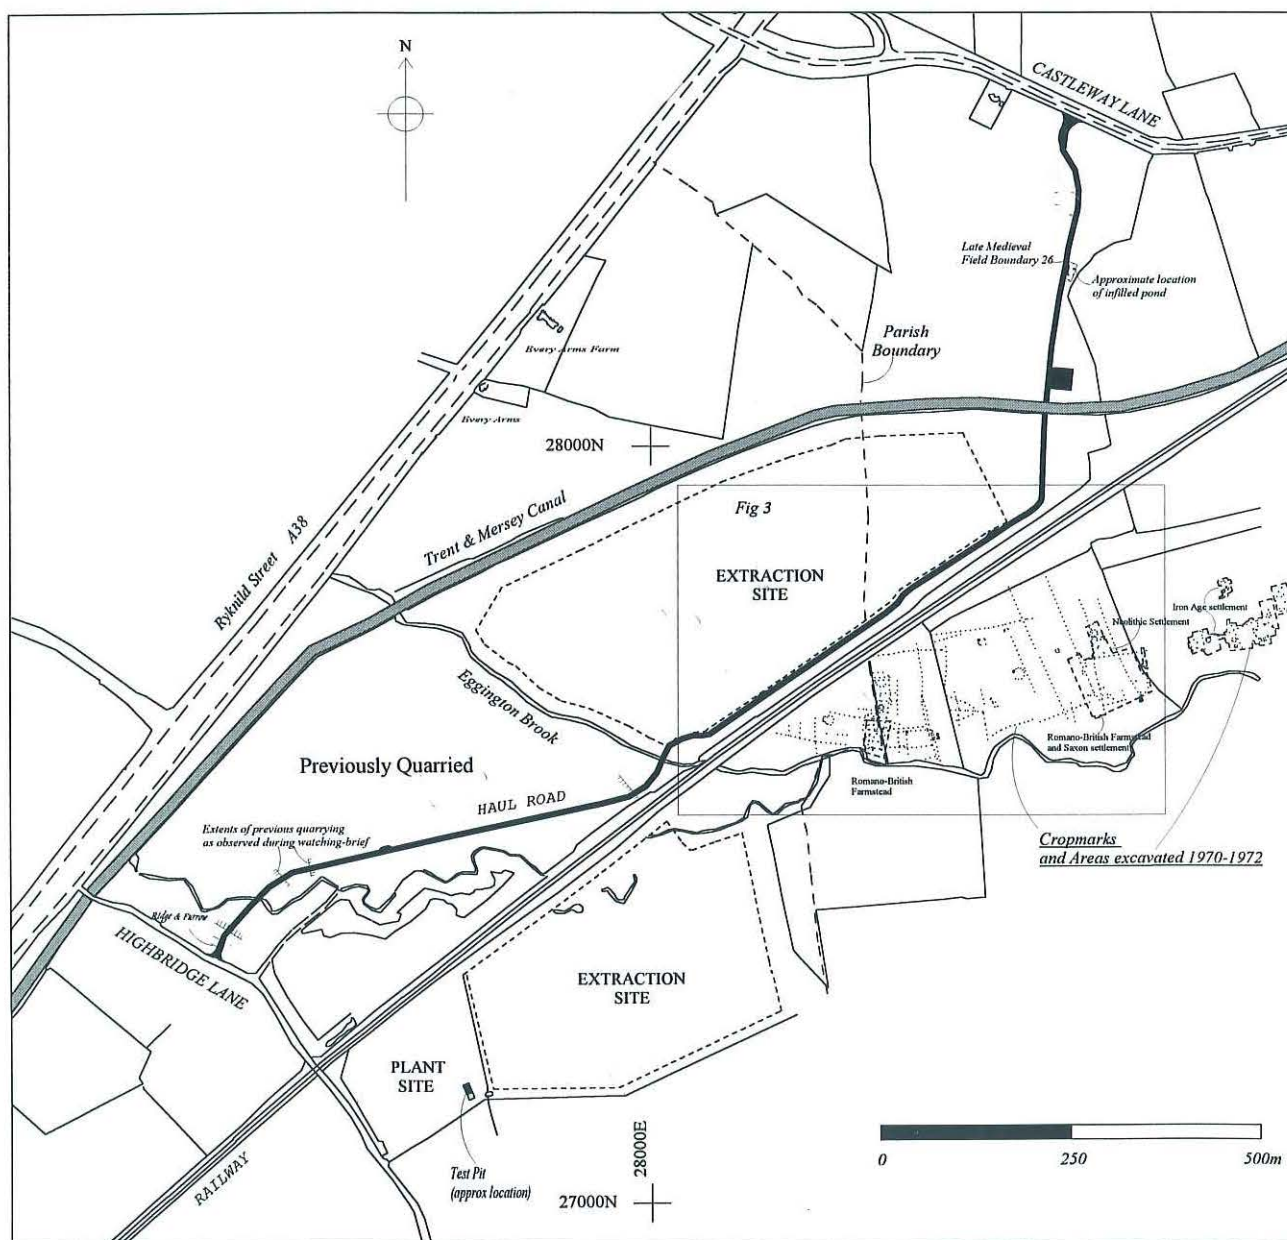 N
CASTLEWAY LANE
Late Medieval
Field Boundary 26
Approximate location
of infilled pond
Parish
Boundary
Every Arms Farm
Every Arms
28000N
Ryknild Street A38
Trent & Mersey Canal
Fig 3
EXTRACTION
SITE
Iron Age settlement
Neolithic Settlement
Eggington Brook
Romano-British Farmstead
and Saxon settlement
Previously Quarried
HAUL ROAD
Romano-British
Farmstead
Extents of previous quarrying
as observed during watching-brief
Cropmarks
and Areas excavated 1970-1972
Ridge & Furrow
HIGHBRIDGE LANE
EXTRACTION
SITE
PLANT
SITE
Test Pit
(approx location)
RAILWAY
28000E
27000N
0 250 500m